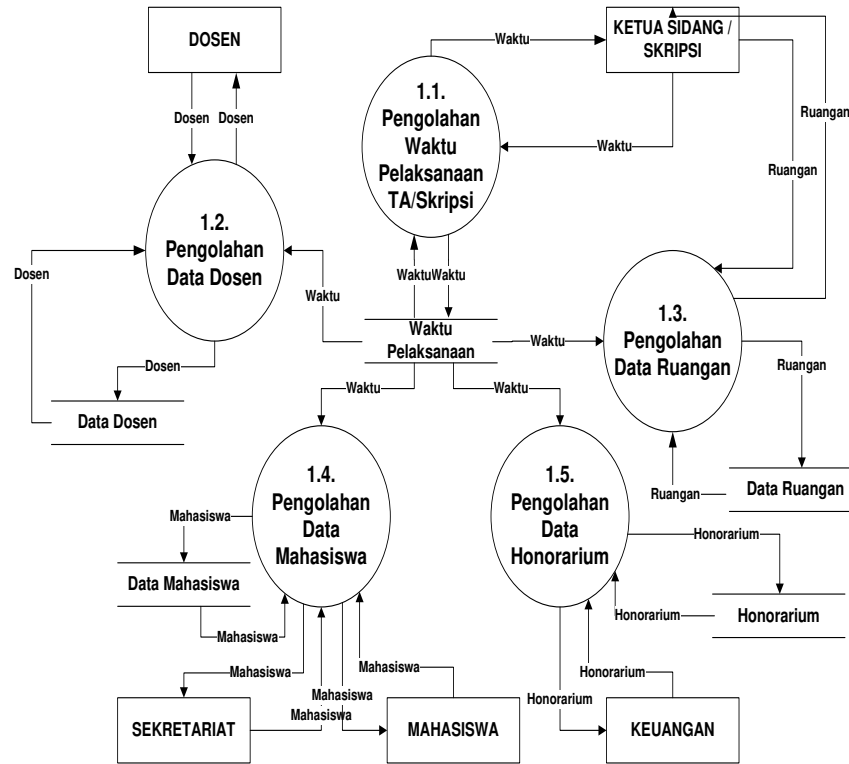 DOSEN
KETUA SIDANG /
SKRIPSI
Waktu
1.1.
Pengolahan
Waktu
Pelaksanaan
TA/Skripsi
Dosen
Dosen
Ruangan
Waktu
Ruangan
1.2.
Pengolahan
Data Dosen
Dosen
Waktu
Waktu
Waktu
1.3.
Pengolahan
Data Ruangan
Waktu
Pelaksanaan
Waktu
Dosen
Waktu
Waktu
Ruangan
Data Dosen
1.4.
Pengolahan
Data
Mahasiswa
1.5.
Pengolahan
Data
Honorarium
Ruangan
Data Ruangan
Mahasiswa
Honorarium
Data Mahasiswa
Honorarium
Honorarium
Mahasiswa
Mahasiswa
Mahasiswa
Honorarium
Mahasiswa
Mahasiswa
Honorarium
SEKRETARIAT
MAHASISWA
KEUANGAN